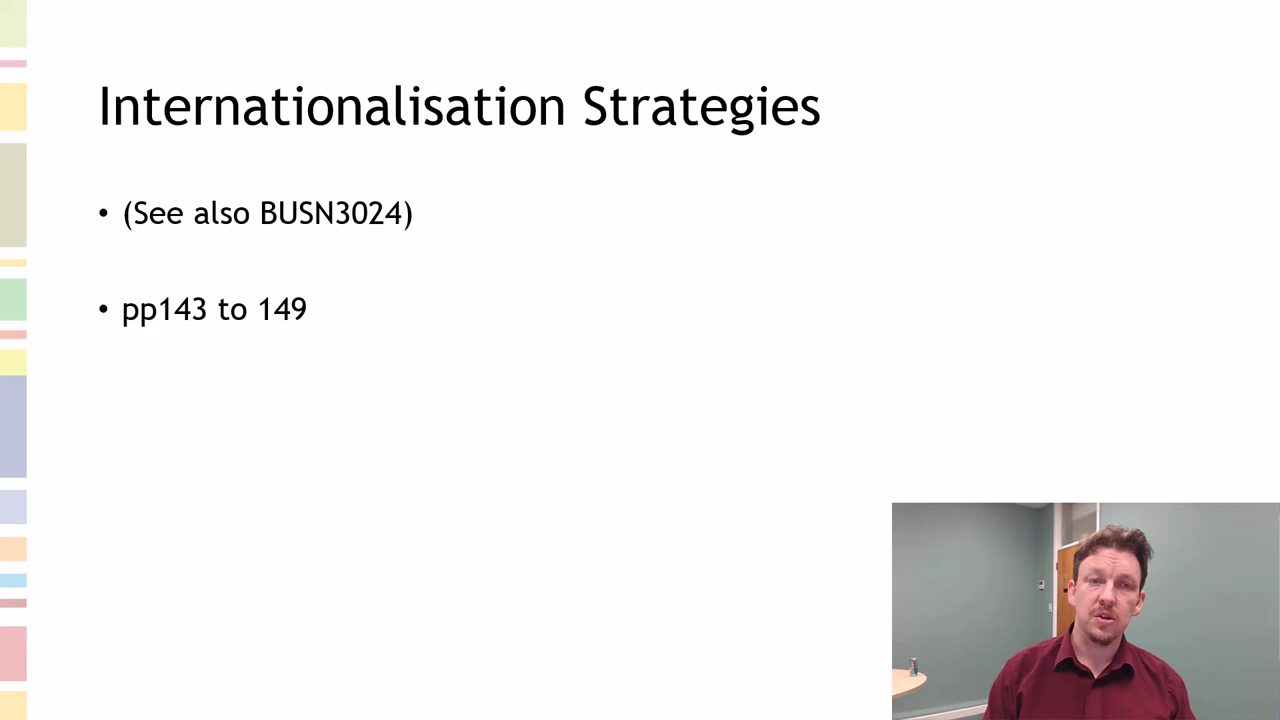 Internationalisation Strategies
• (See also BUSN3024)
• pp143 to 149